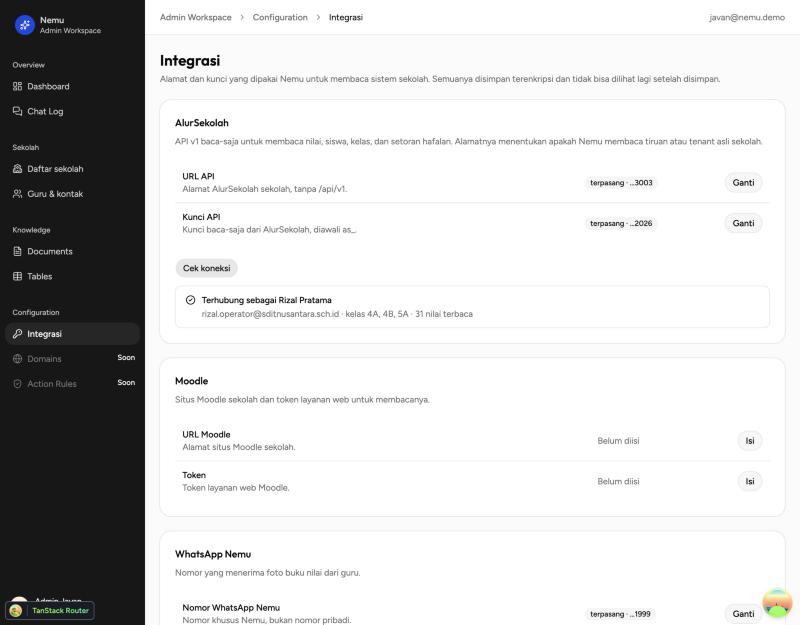 Nemu
Admin Workspace
Overview
Dashboard
Chat Log
Sekolah
Daftar sekolah
Guru & kontak
Knowledge
Documents
Tables
Configuration
Integrasi
Domains Soon
Action Rules Soon
Admin Javan
TanStack Router
Admin Workspace > Configuration > Integrasi
javan@nemu.demo
Integrasi
Alamat dan kunci yang dipakai Nemu untuk membaca sistem sekolah. Semuanya disimpan terenkripsi dan tidak bisa dilihat lagi setelah disimpan.
AlurSekolah
API v1 baca-saja untuk membaca nilai, siswa, kelas, dan setoran hafalan. Alamatnya menentukan apakah Nemu membaca tiruan atau tenant asli sekolah.
URL API
Alamat AlurSekolah sekolah, tanpa /api/v1.
terpasang · …3003 Ganti
Kunci API
Kunci baca-saja dari AlurSekolah, diawali as_.
terpasang · …2026 Ganti
Cek koneksi
Terhubung sebagai Rizal Pratama
rizal.operator@sditnusantara.sch.id · kelas 4A, 4B, 5A · 31 nilai terbaca
Moodle
Situs Moodle sekolah dan token layanan web untuk membacanya.
URL Moodle
Alamat situs Moodle sekolah.
Belum diisi Isi
Token
Token layanan web Moodle.
Belum diisi Isi
WhatsApp Nemu
Nomor yang menerima foto buku nilai dari guru.
Nomor WhatsApp Nemu
Nomor khusus Nemu, bukan nomor pribadi.
terpasang · …1999 Ganti